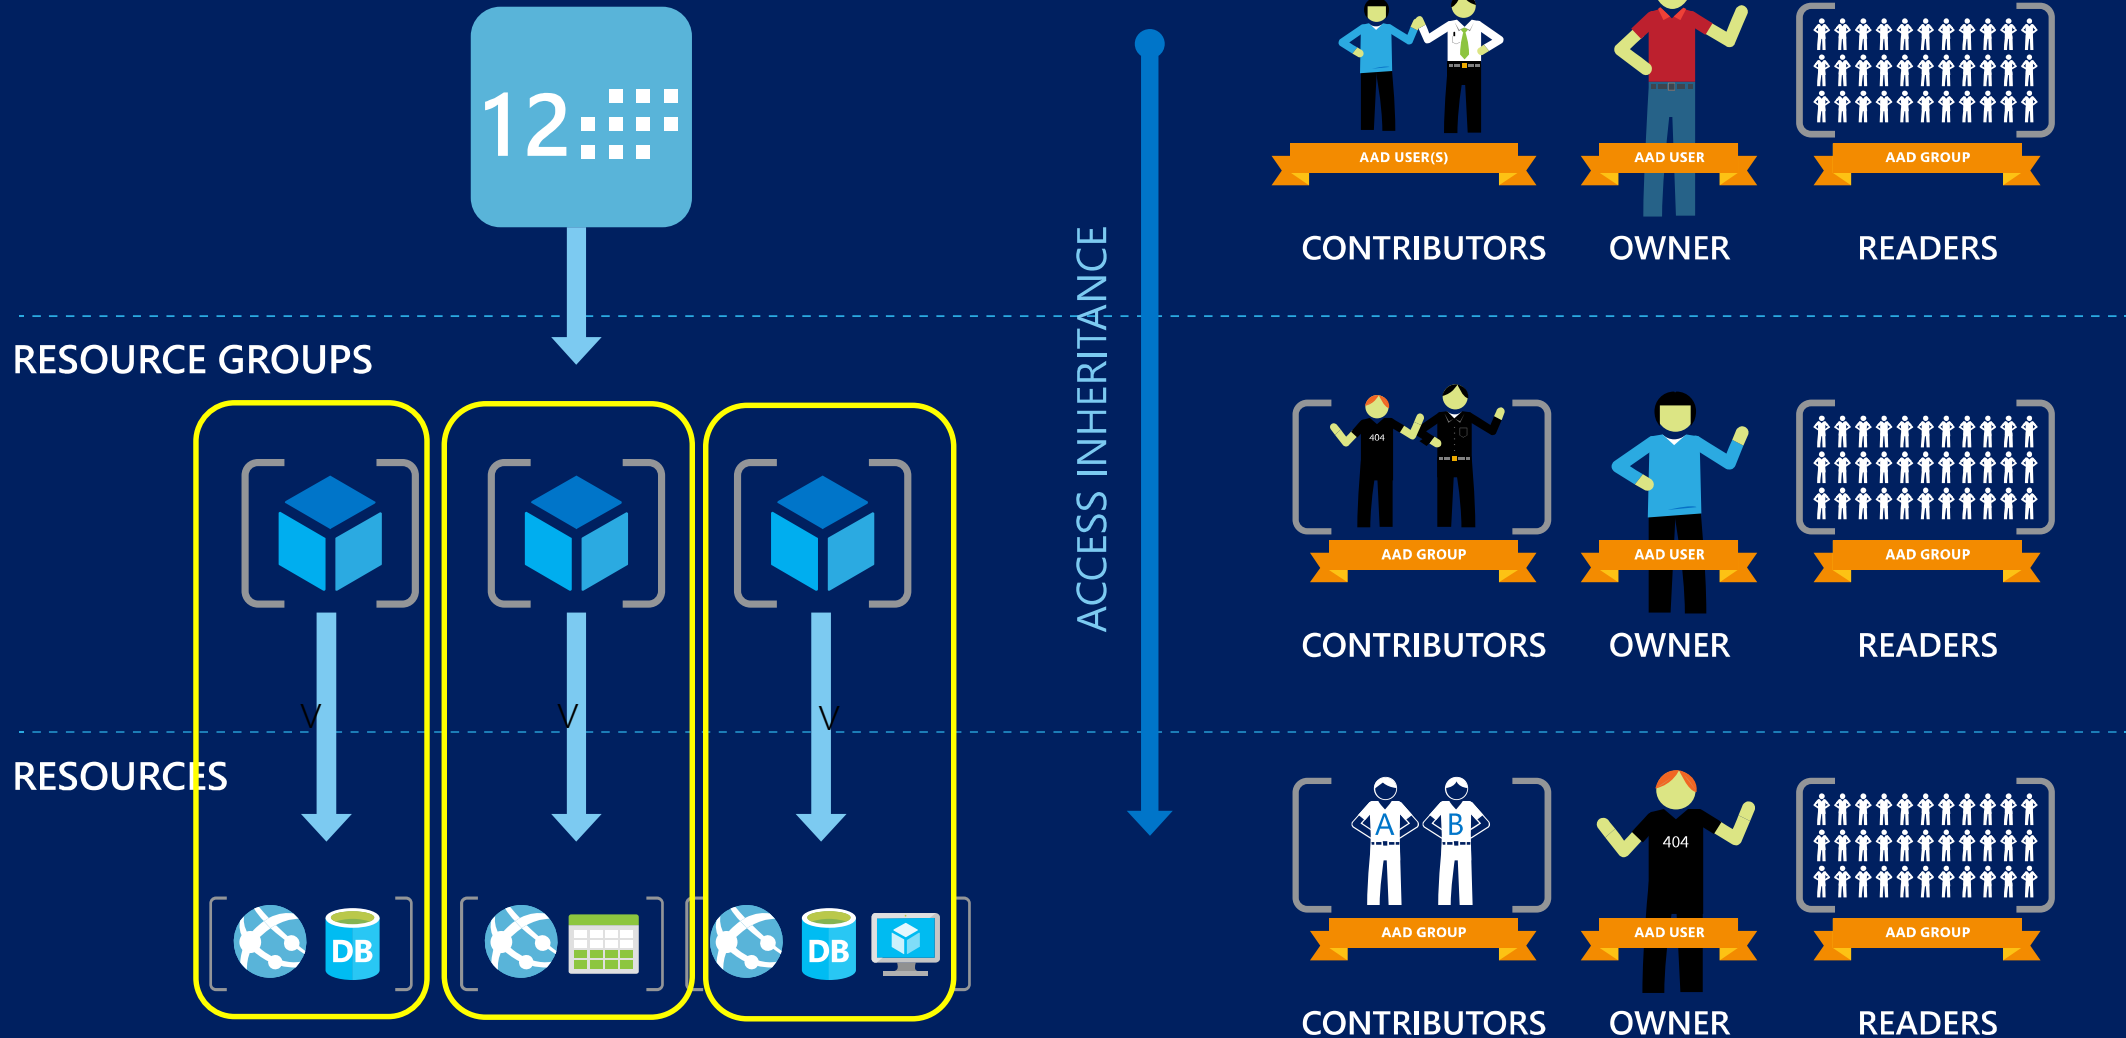 12
AAD USER(S)
AAD USER
AAD GROUP
CONTRIBUTORS
OWNER
READERS
ACCESS INHERITANCE
RESOURCE GROUPS
404
AAD GROUP
AAD USER
AAD GROUP
CONTRIBUTORS
OWNER
READERS
V
V
V
RESOURCES
A
B
404
DB
DB
AAD GROUP
AAD USER
AAD GROUP
CONTRIBUTORS
OWNER
READERS